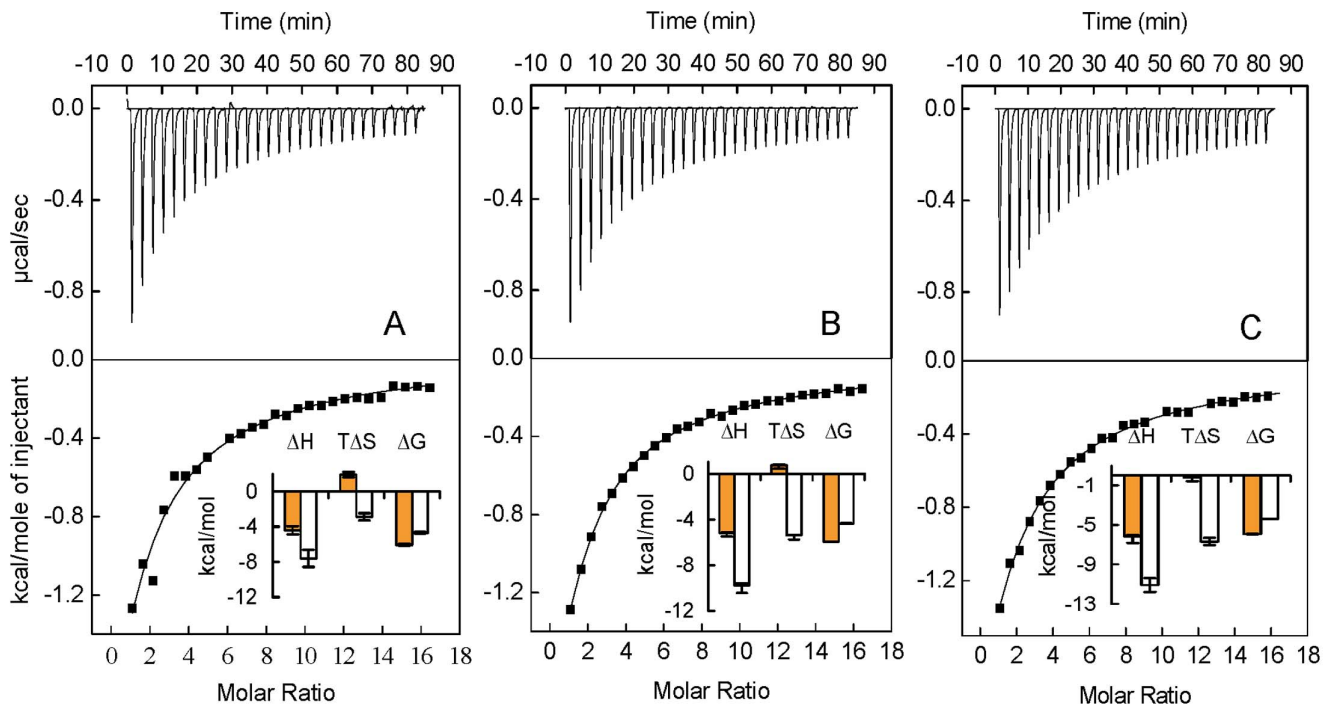 Time (min)
Time (min)
Time (min)
-10 0 10 20 30 40 50 60 70 80 90
-10 0 10 20 30 40 50 60 70 80 90
-10 0 10 20 30 40 50 60 70 80 90
µcal/sec
0.0
-0.4
-0.8
0.0
-0.4
-0.8
0.0
-0.4
-0.8
A
B
C
kcal/mole of injectant
0.0
-0.4
-0.8
-1.2
0.0
-0.4
-0.8
-1.2
0.0
-0.4
-0.8
-1.2
ΔH TΔS ΔG
kcal/mol
0
-4
-8
-12
ΔH TΔS ΔG
kcal/mol
0
-3
-6
-9
-12
ΔH TΔS ΔG
kcal/mol
-1
-5
-9
-13
0 2 4 6 8 10 12 14 16 18
0 2 4 6 8 10 12 14 16 18
0 2 4 6 8 10 12 14 16 18
Molar Ratio
Molar Ratio
Molar Ratio